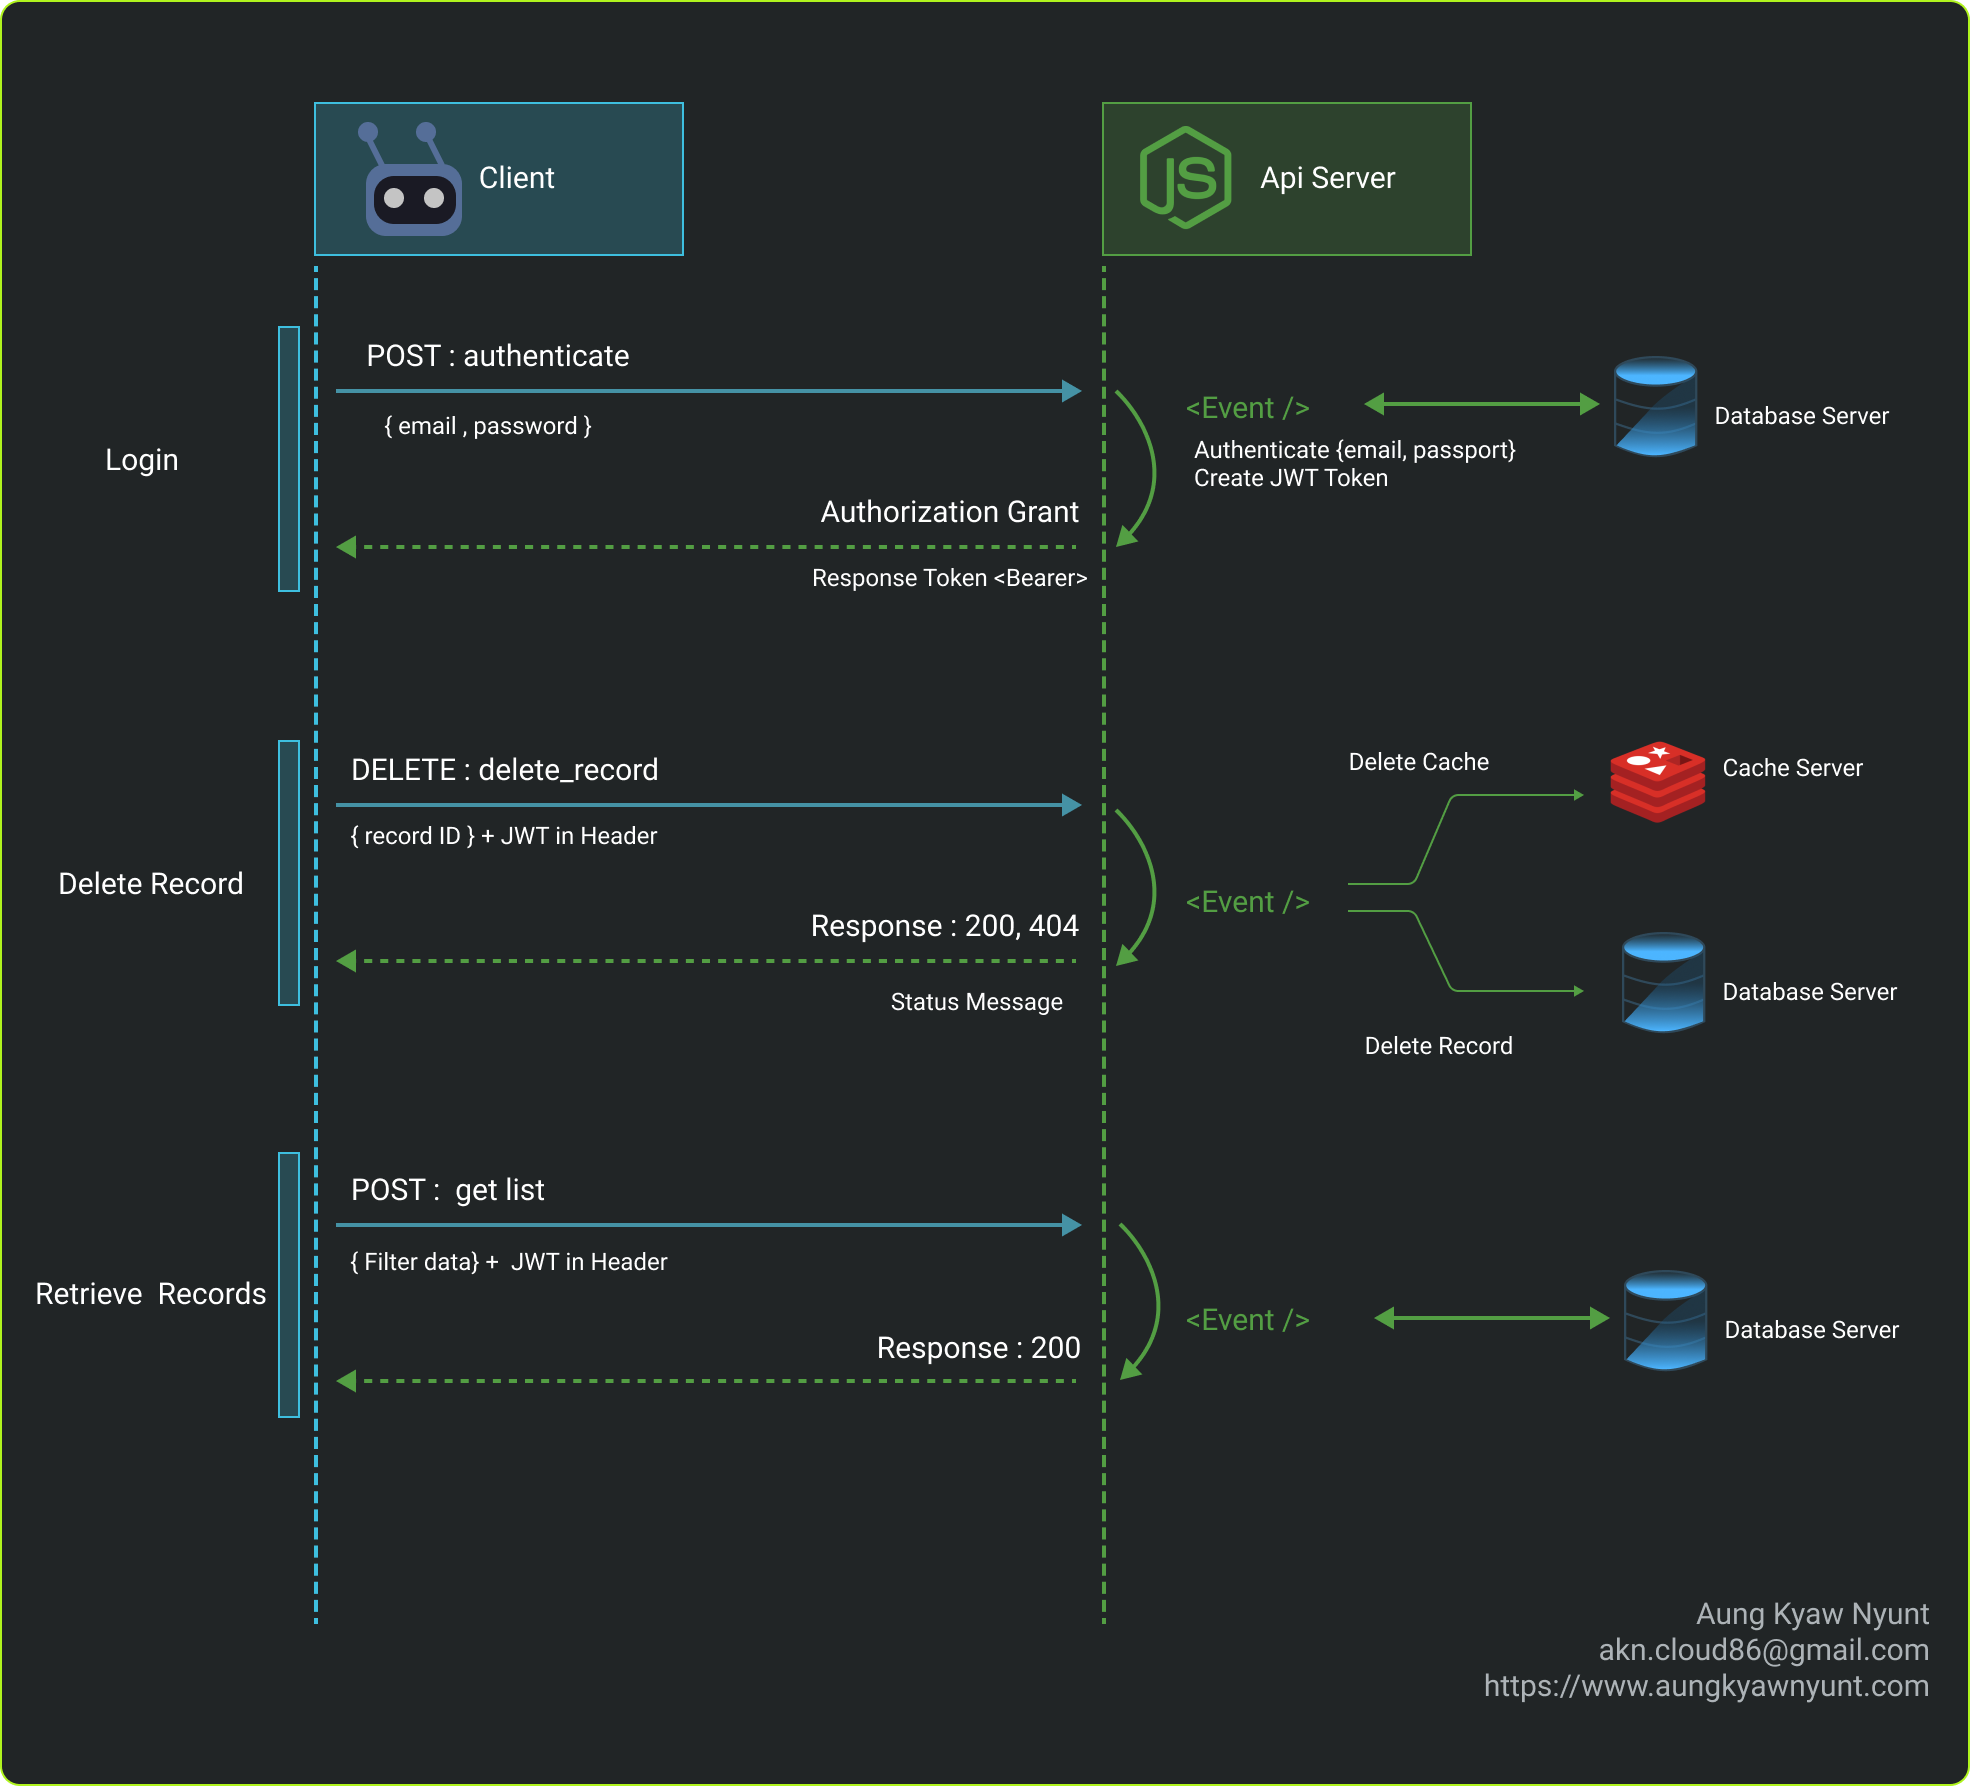 Client
JS
Api Server
Login
POST : authenticate
{ email , password }
<Event />
Authenticate {email, passport}
Create JWT Token
Database Server
Authorization Grant
Response Token <Bearer>
Delete Record
DELETE : delete_record
{ record ID } + JWT in Header
Response : 200, 404
Status Message
<Event />
Delete Cache
Cache Server
Database Server
Delete Record
Retrieve  Records
POST :  get list
{ Filter data} +  JWT in Header
Response : 200
<Event />
Database Server
Aung Kyaw Nyunt
akn.cloud86@gmail.com
https://www.aungkyawnyunt.com